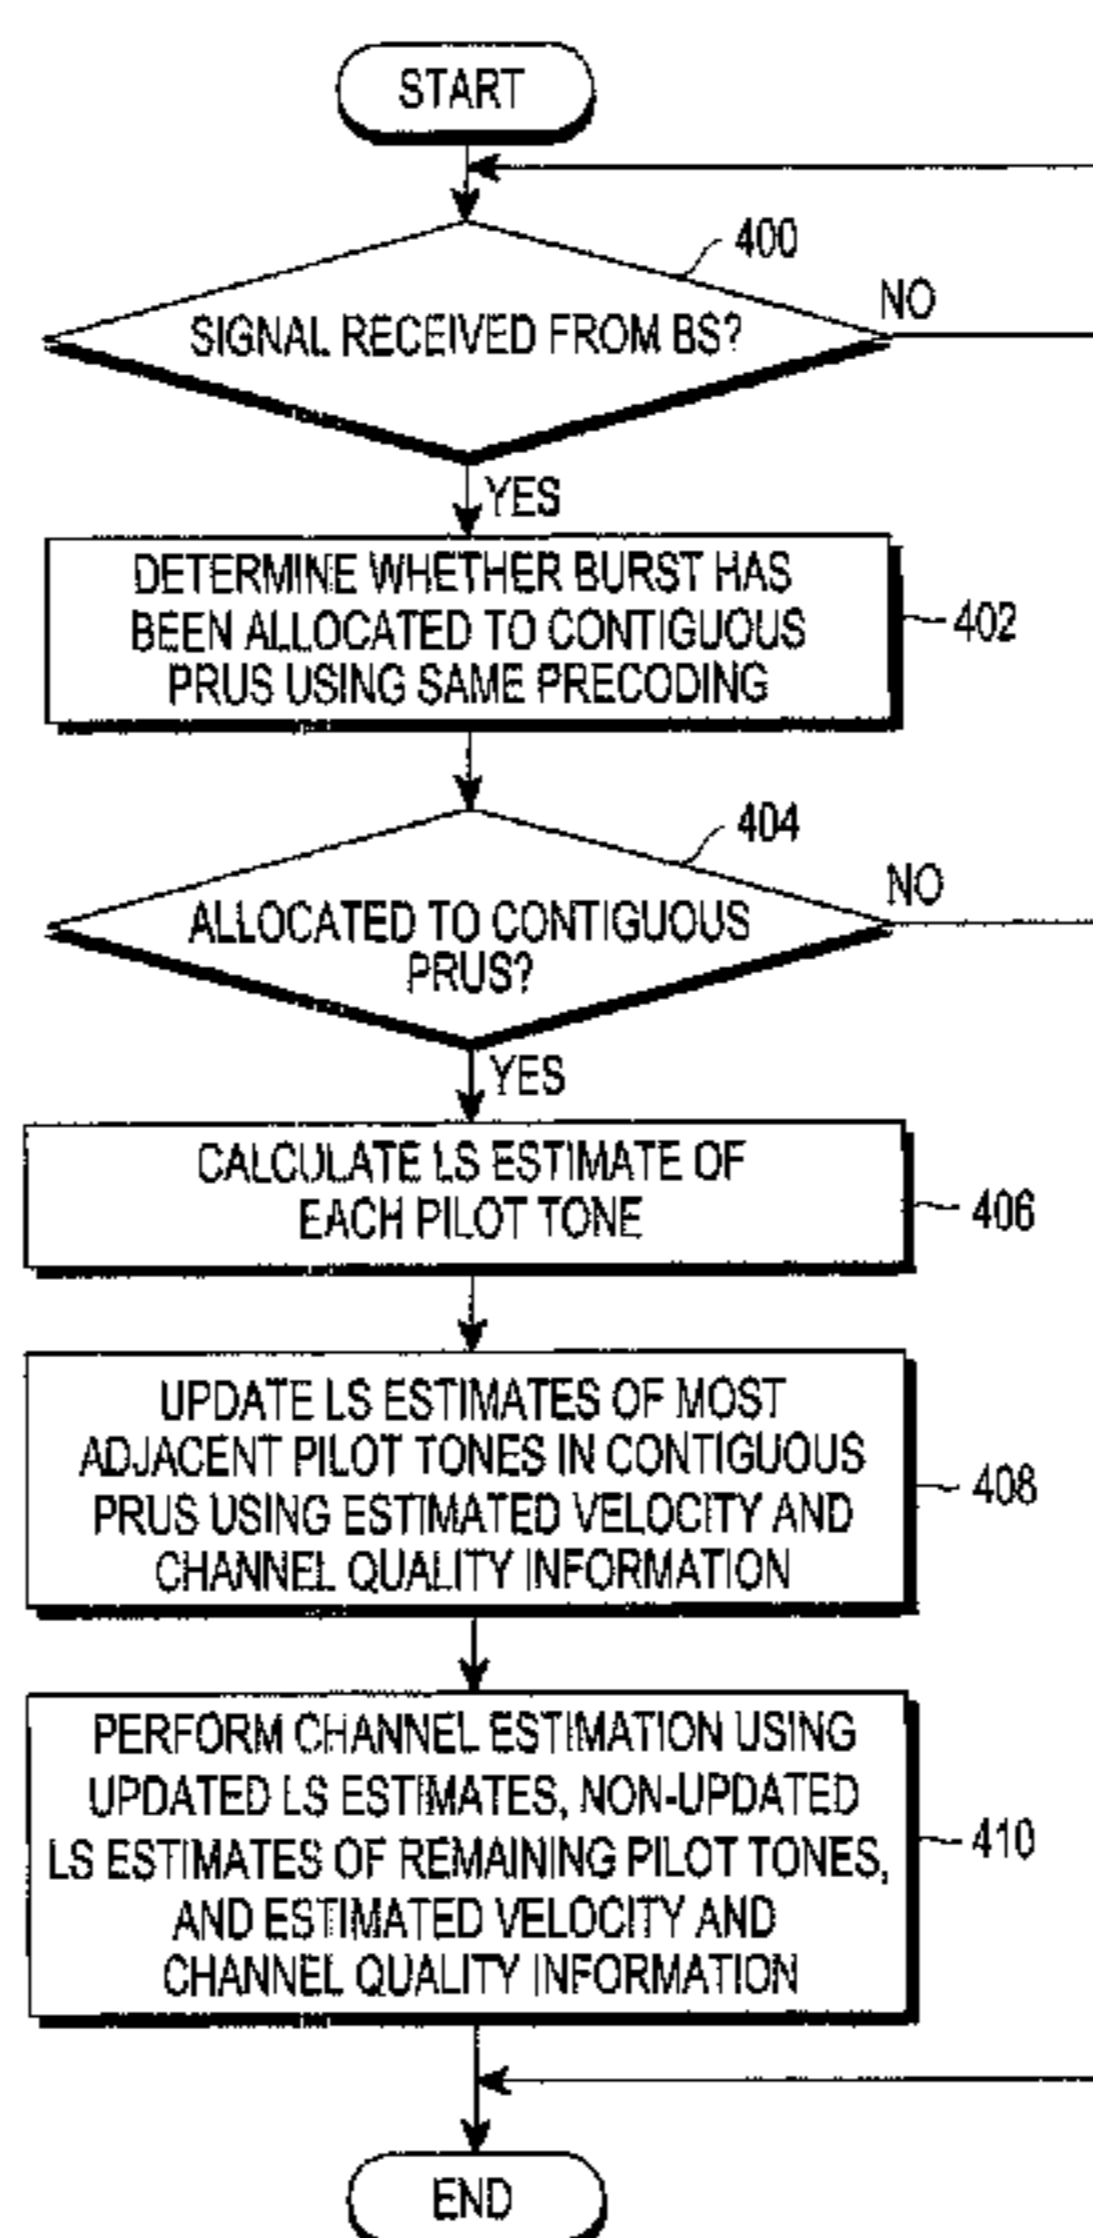 START
400
SIGNAL RECEIVED FROM BS?
NO
YES
DETERMINE WHETHER BURST HAS
BEEN ALLOCATED TO CONTIGUOUS
PRUS USING SAME PRECODING
402
404
ALLOCATED TO CONTIGUOUS
PRUS?
NO
YES
CALCULATE LS ESTIMATE OF
EACH PILOT TONE
406
UPDATE LS ESTIMATES OF MOST
ADJACENT PILOT TONES IN CONTIGUOUS
PRUS USING ESTIMATED VELOCITY AND
CHANNEL QUALITY INFORMATION
408
PERFORM CHANNEL ESTIMATION USING
UPDATED LS ESTIMATES, NON-UPDATED
LS ESTIMATES OF REMAINING PILOT TONES,
AND ESTIMATED VELOCITY AND
CHANNEL QUALITY INFORMATION
410
END